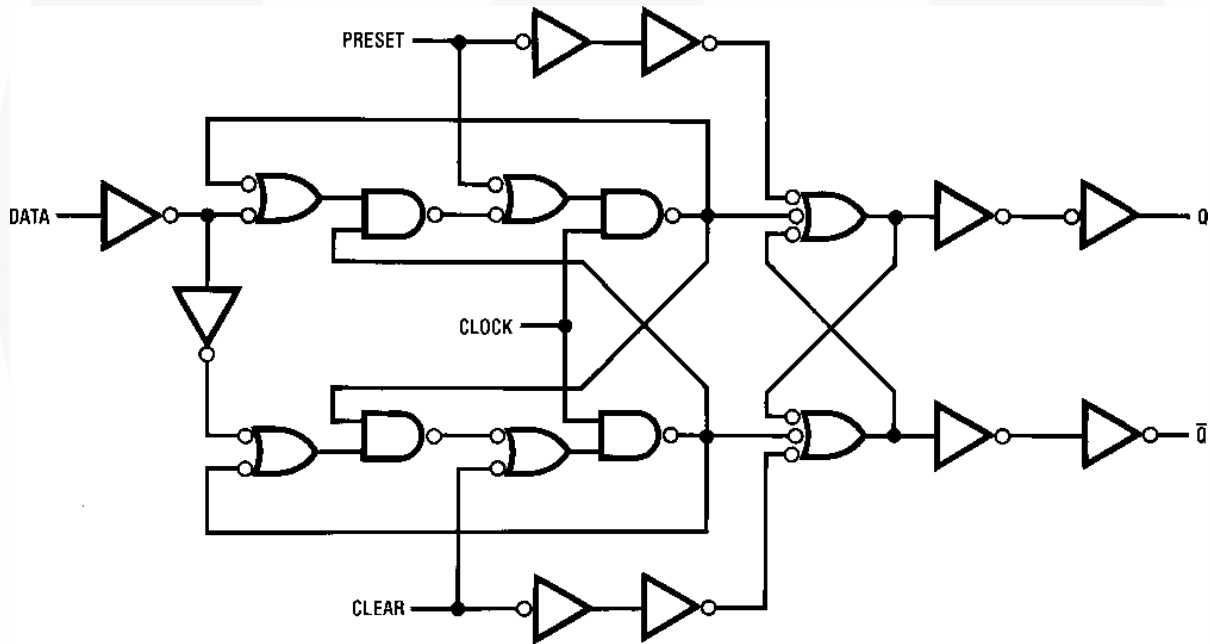 PRESET
DATA
Q
CLOCK
Q̅
CLEAR